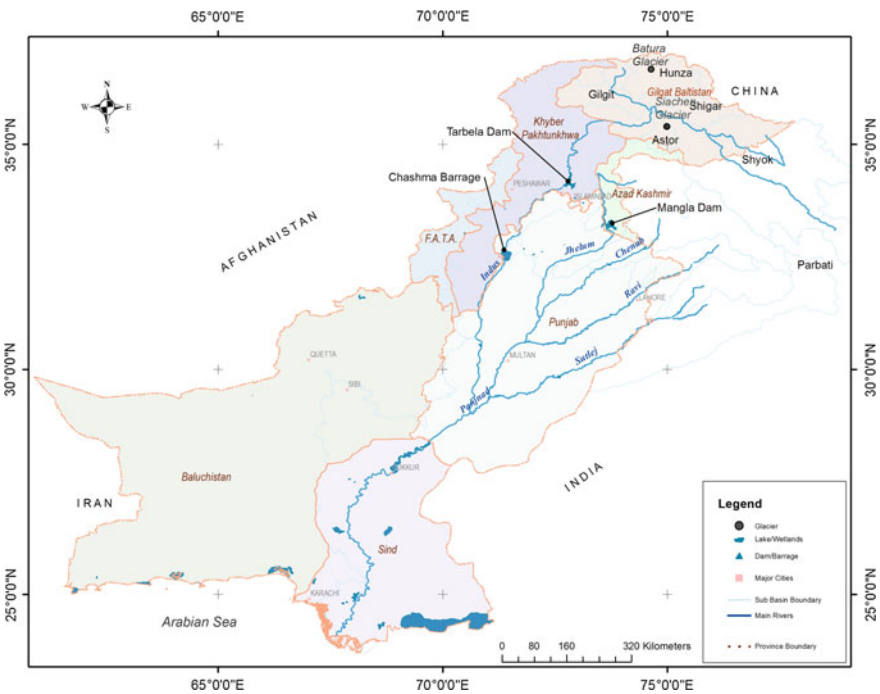 65°0'0"E 70°0'0"E 75°0'0"E
N
W E
S
Batura
Glacier
Hunza
CHINA
Gilgit
Gilgat Baltistan
Shigar
Siachen
Glacier
Khyber
Pakhtunkhwa
Tarbela Dam
35°0'0"N
35°0'0"N
Astor
Shyok
Chashma Barrage
PESHAWAR
ISLAMABAD
Azad Kashmir
Mangla Dam
AFGHANISTAN
F.A.T.A.
Jhelum
Chenab
Indus
Parbati
Ravi
LAHORE
Punjab
QUETTA
MULTAN
Sutlej
30°0'0"N
30°0'0"N
SIBI
Panjnad
Baluchistan
SUKKUR
INDIA
IRAN
Sind
25°0'0"N
25°0'0"N
KARACHI
Arabian Sea
Legend
Glacier
Lake/Wetlands
Dam/Barrage
Major Cities
Sub Basin Boundary
Main Rivers
Province Boundary
0 80 160 320 Kilometers
65°0'0"E 70°0'0"E 75°0'0"E